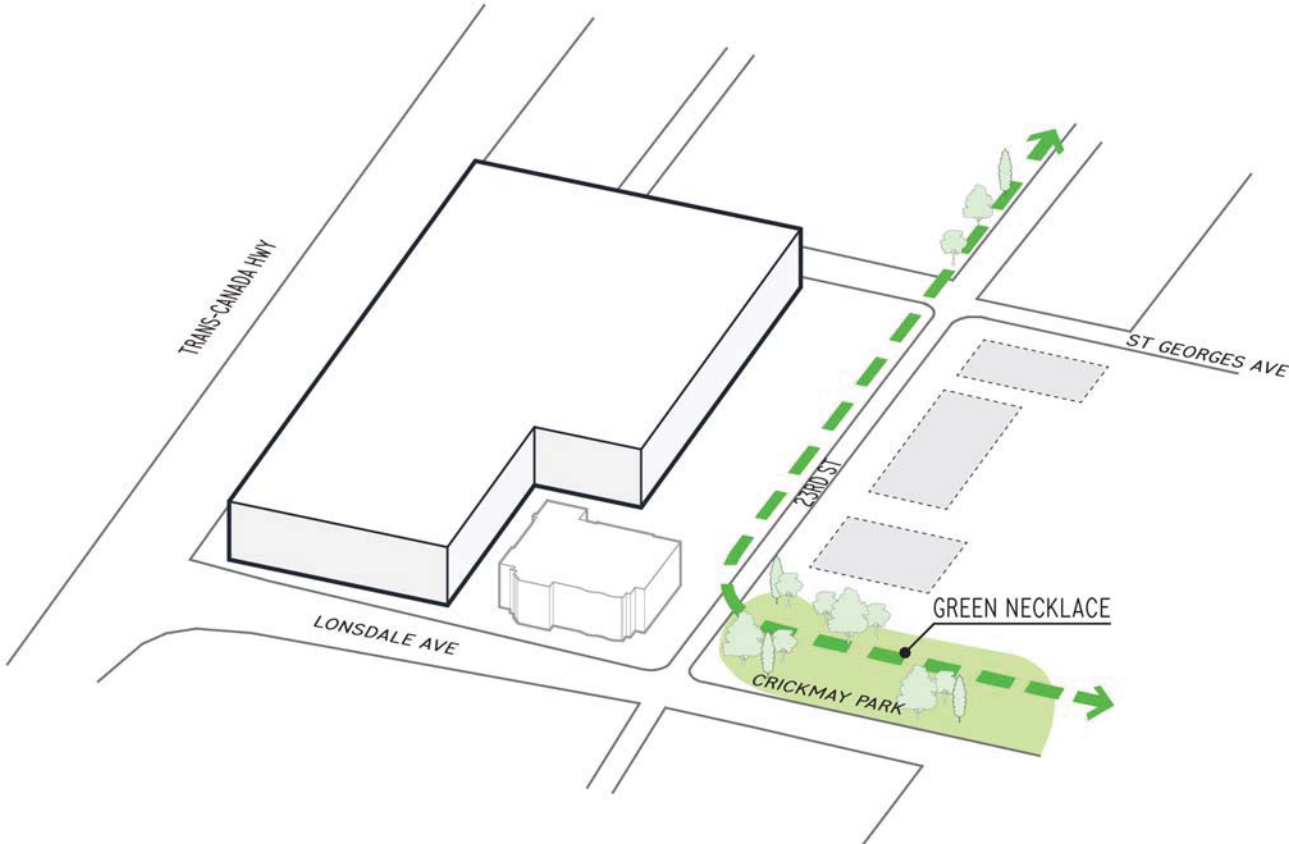 TRANS-CANADA HWY
ST GEORGES AVE
23RD ST
GREEN NECKLACE
LONSDALE AVE
CRICKMAY PARK